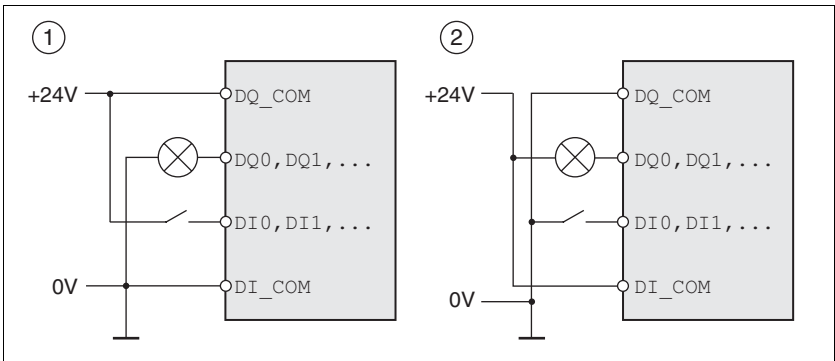 1
+24V
DQ_COM
DQ0,DQ1,...
DI0,DI1,...
0V
DI_COM
2
+24V
DQ_COM
DQ0,DQ1,...
DI0,DI1,...
DI_COM
0V